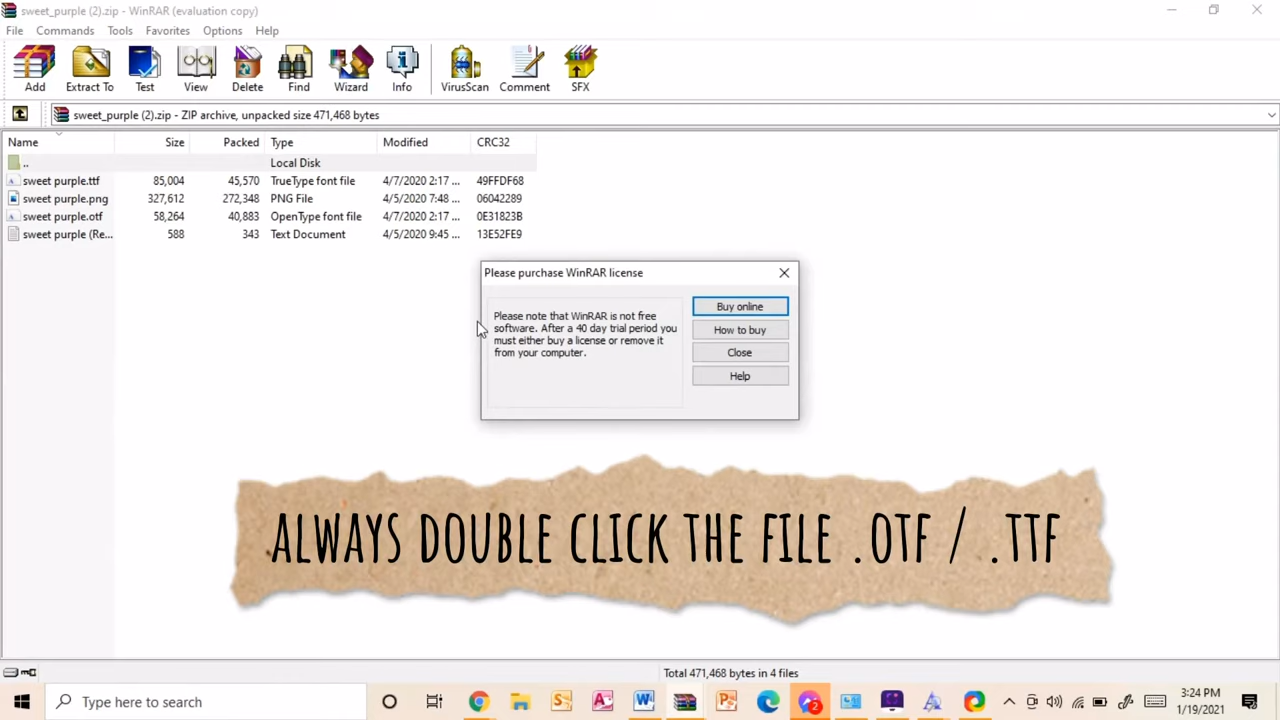 sweet_purple (2).zip - WinRAR (evaluation copy)
File Commands Tools Favorites Options Help
Add Extract To Test View Delete Find Wizard Info VirusScan Comment SFX
sweet_purple (2).zip - ZIP archive, unpacked size 471,468 bytes
Name Size Packed Type Modified CRC32
.. Local Disk
sweet purple.ttf 85,004 45,570 TrueType font file 4/7/2020 2:17 ... 49FFDF68
sweet purple.png 327,612 272,348 PNG File 4/5/2020 7:48 ... 06042289
sweet purple.otf 58,264 40,883 OpenType font file 4/7/2020 2:17 ... 0E31823B
sweet purple (Re... 588 343 Text Document 4/5/2020 9:45 ... 13E52FE9
Please purchase WinRAR license
Please note that WinRAR is not free
software. After a 40 day trial period you
must either buy a license or remove it
from your computer.
Buy online
How to buy
Close
Help
ALWAYS DOUBLE CLICK THE FILE .OTF / .TTF
Total 471,468 bytes in 4 files
Type here to search
2
3:24 PM
1/19/2021